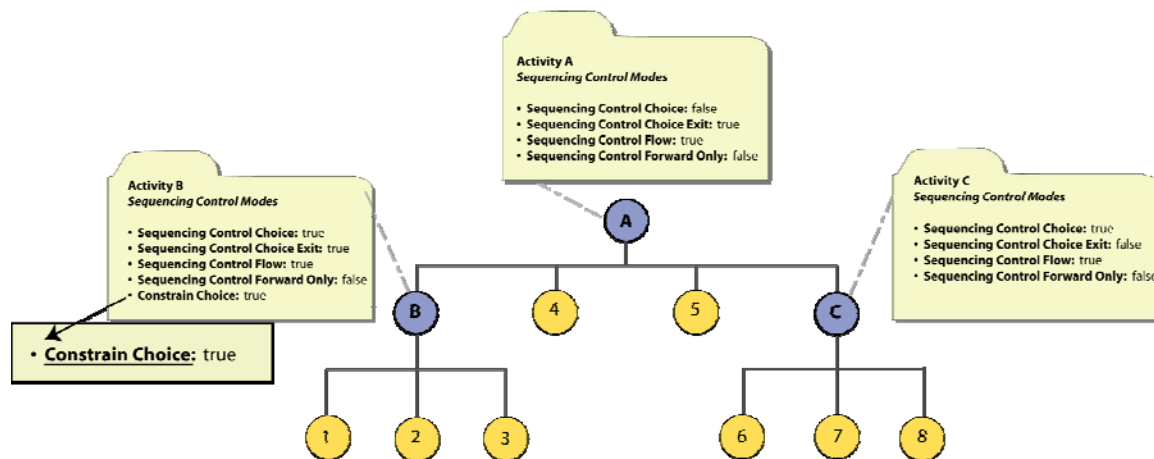 Activity A
Sequencing Control Modes
• Sequencing Control Choice: false
• Sequencing Control Choice Exit: true
• Sequencing Control Flow: true
• Sequencing Control Forward Only: false
Activity B
Sequencing Control Modes
• Sequencing Control Choice: true
• Sequencing Control Choice Exit: true
• Sequencing Control Flow: true
• Sequencing Control Forward Only: false
• Constrain Choice: true
• Constrain Choice: true
Activity C
Sequencing Control Modes
• Sequencing Control Choice: true
• Sequencing Control Choice Exit: false
• Sequencing Control Flow: true
• Sequencing Control Forward Only: false
A
B 4 5 C
1 2 3 6 7 8